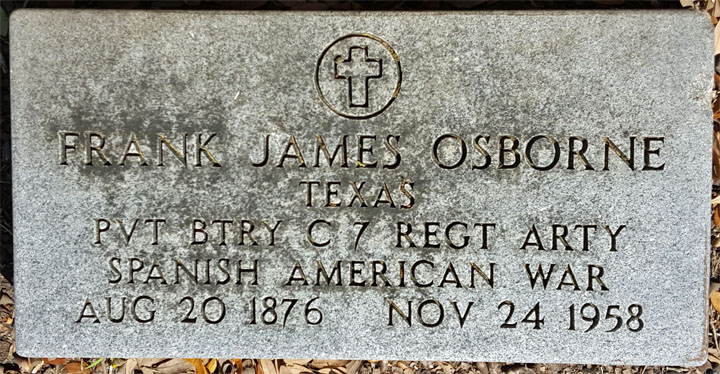 FRANK JAMES OSBORNE
TEXAS
PVT BTRY C 7 REGT ARTY
SPANISH AMERICAN WAR
AUG 20 1876 NOV 24 1958